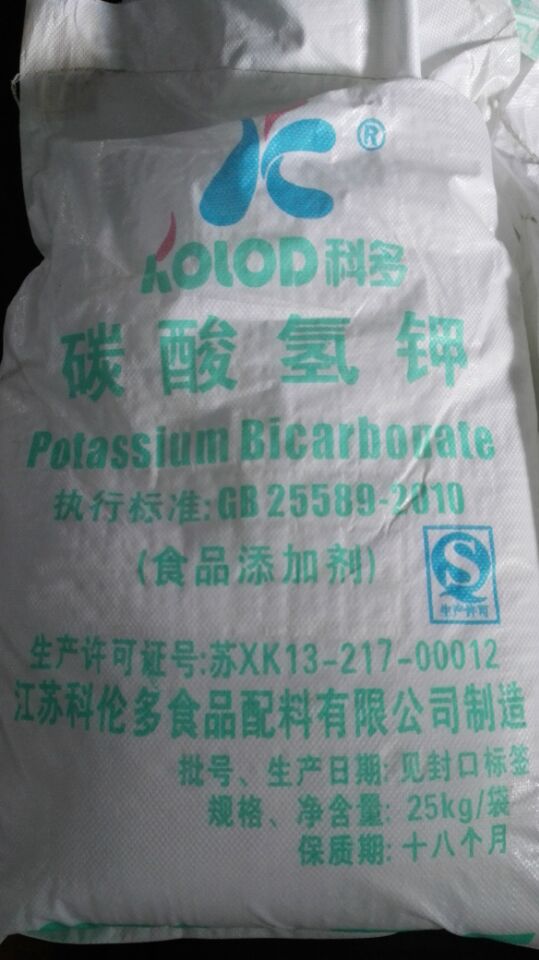 ®
KOLOD科多
碳酸氢钾
Potassium Bicarbonate
执行标准:GB 25589-2010
(食品添加剂)
生产许可
生产许可证号:苏XK13-217-00012
江苏科伦多食品配料有限公司制造
批号、生产日期:见封口标签
规格、净含量: 25kg/袋
保质期:十八个月